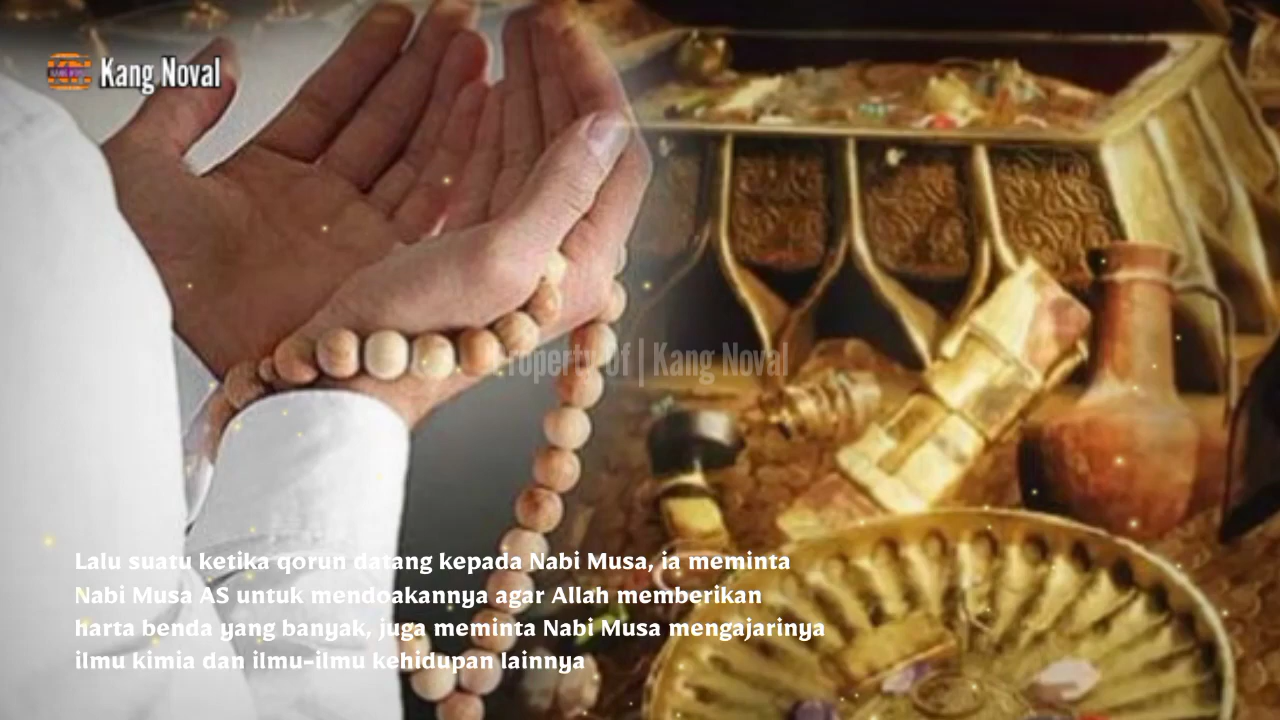 Kang Noval
Property Of | Kang Noval
Lalu suatu ketika qorun datang kepada Nabi Musa, ia meminta
Nabi Musa AS untuk mendoakannya agar Allah memberikan
harta benda yang banyak, juga meminta Nabi Musa mengajarinya
ilmu kimia dan ilmu-ilmu kehidupan lainnya